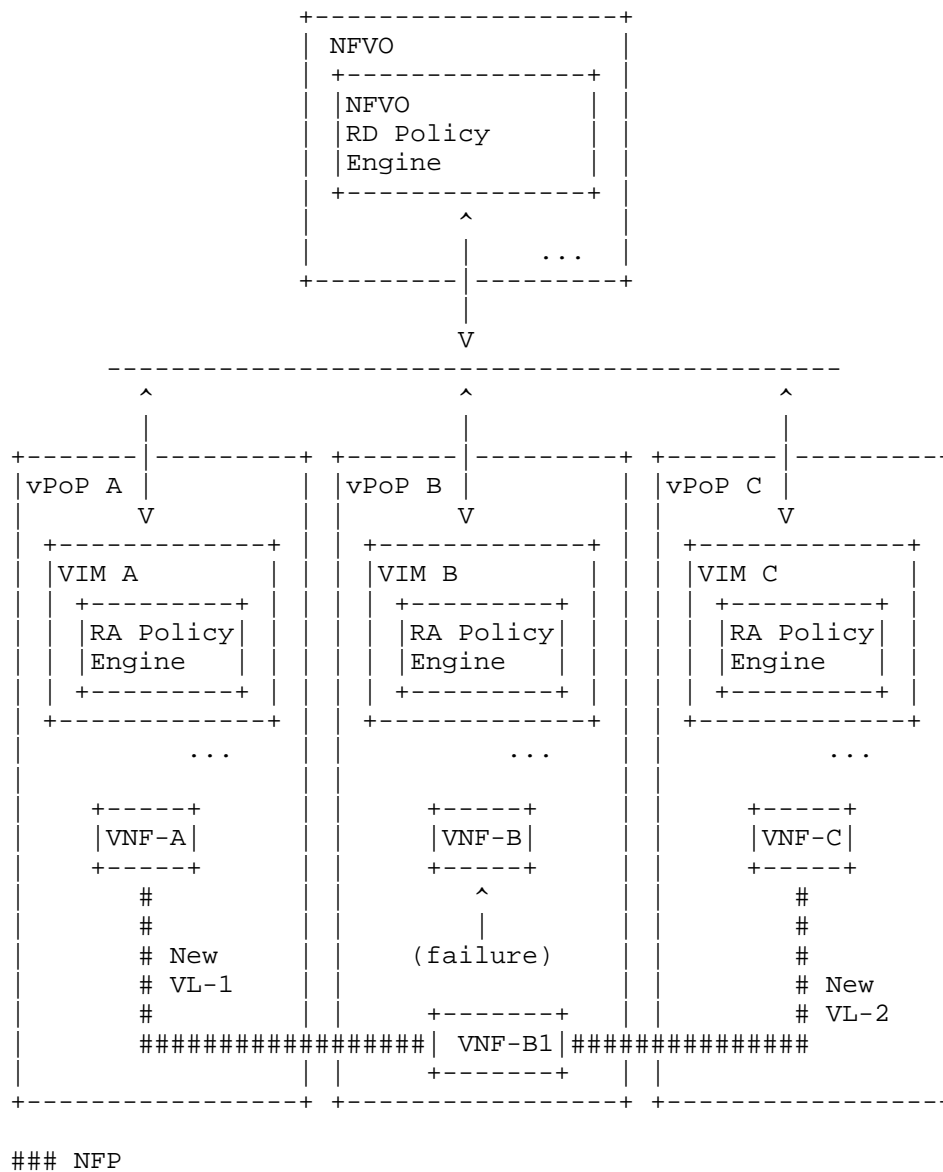 NFVO
NFVO
RD Policy
Engine
...
vPoP A vPoP B vPoP C
VIM A VIM B VIM C
RA Policy RA Policy RA Policy
Engine Engine Engine
... ... ...
VNF-A VNF-B VNF-C
New (failure)
VL-1 New
VL-2
VNF-B1
### NFP